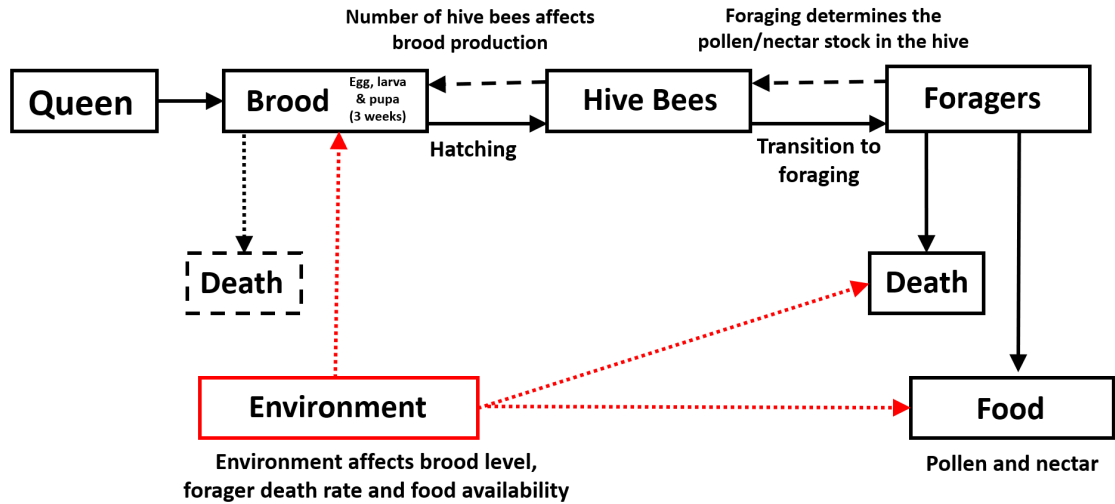 Number of hive bees affects
brood production
Foraging determines the
pollen/nectar stock in the hive
Queen
Brood
Egg, larva
& pupa
(3 weeks)
Hive Bees
Foragers
Hatching
Transition to
foraging
Death
Death
Environment
Food
Environment affects brood level,
forager death rate and food availability
Pollen and nectar